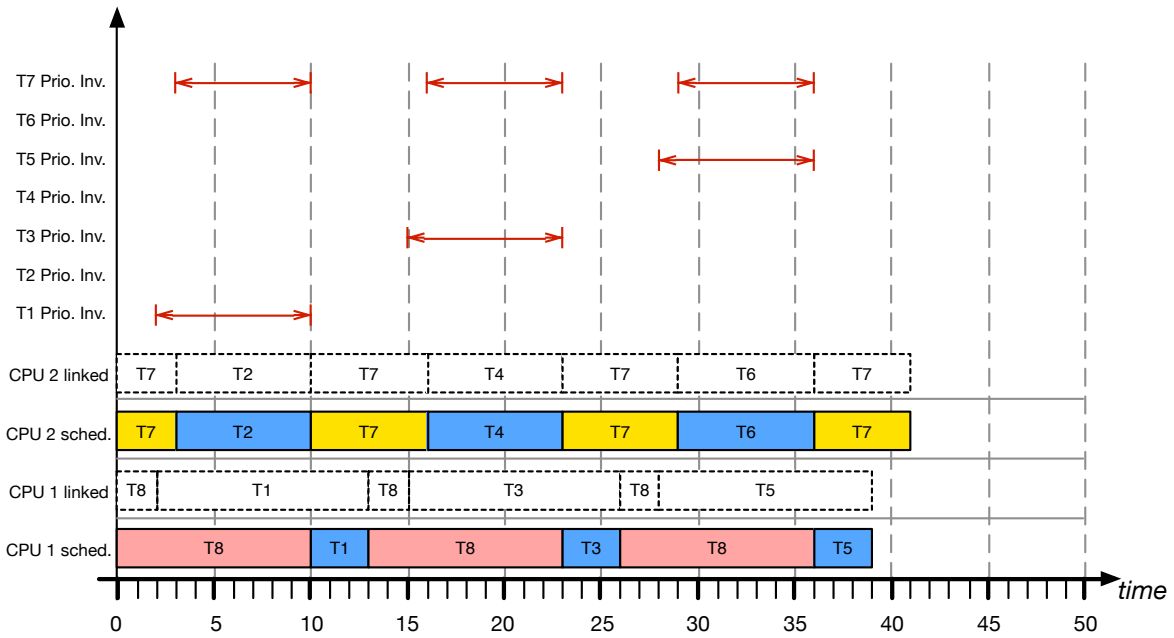 T7 Prio. Inv.
T6 Prio. Inv.
T5 Prio. Inv.
T4 Prio. Inv.
T3 Prio. Inv.
T2 Prio. Inv.
T1 Prio. Inv.
CPU 2 linked T7 T2 T7 T4 T7 T6 T7
CPU 2 sched. T7 T2 T7 T4 T7 T6 T7
CPU 1 linked T8 T1 T8 T3 T8 T5
CPU 1 sched. T8 T1 T8 T3 T8 T5
time
0 5 10 15 20 25 30 35 40 45 50